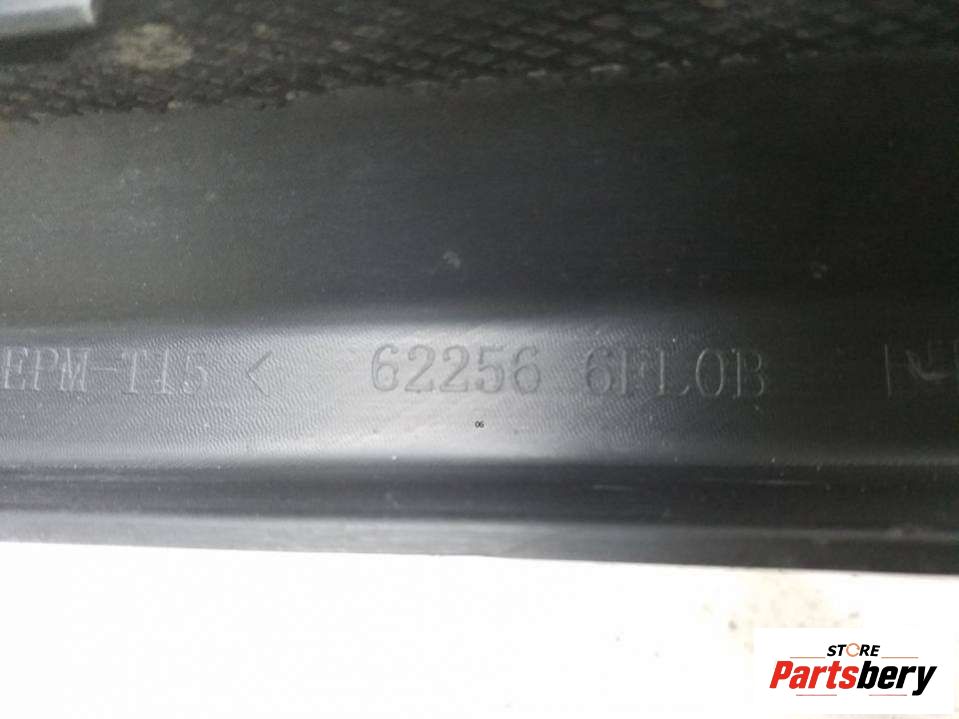 EPM-T15 < 62256 6FL0B
06
STORE
Partsbery